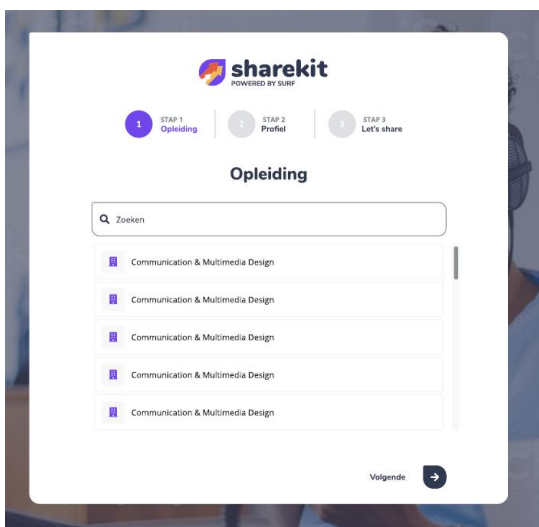 sharekit
POWERED BY SURF
1
STAP 1
Opleiding
2
STAP 2
Profiel
3
STAP 3
Let's share
Opleiding
Zoeken
Communication & Multimedia Design
Communication & Multimedia Design
Communication & Multimedia Design
Communication & Multimedia Design
Communication & Multimedia Design
Volgende